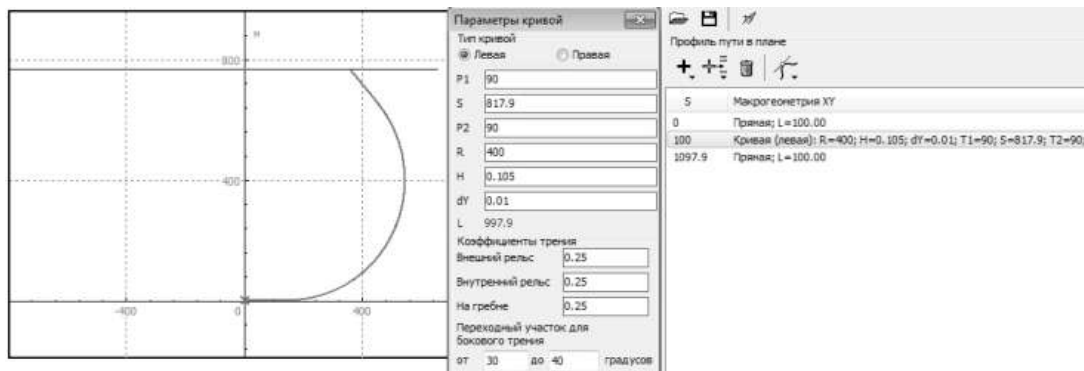 м
800
400
-400
0
400
Параметры кривой
Тип кривой
Левая Правая
P1 90
S 817.9
P2 90
R 400
H 0.105
dY 0.01
L 997.9
Коэффициенты трения
Внешний рельс 0.25
Внутренний рельс 0.25
На гребне 0.25
Переходный участок для
бокового трения
от 30 до 40 градусов
Профиль пути в плане
S Макрогеометрия XY
0 Прямая; L=100.00
100 Кривая (левая): R=400; H=0.105; dY=0.01; T1=90; S=817.9; T2=90;
1097.9 Прямая; L=100.00